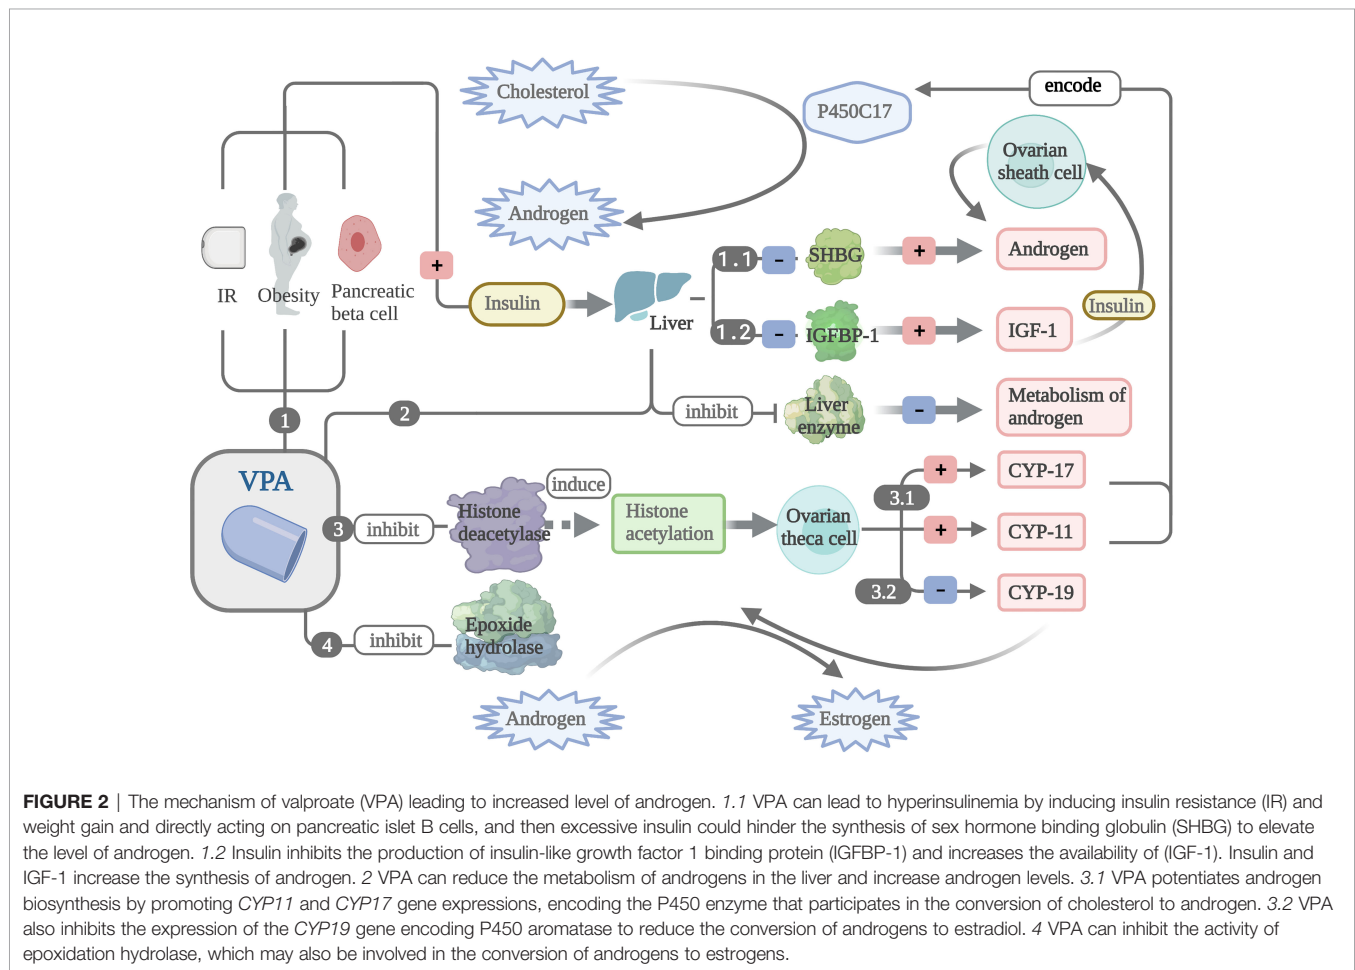 Cholesterol
P450C17
encode
Ovarian
sheath cell
Androgen
+
1.1
-
SHBG
+
Androgen
IR
Obesity
Pancreatic
beta cell
Insulin
Liver
1.2
-
IGFBP-1
+
IGF-1
Insulin
1
2
inhibit
Liver
enzyme
-
Metabolism of
androgen
VPA
3
inhibit
Histone
deacetylase
induce
Histone
acetylation
Ovarian
theca cell
3.1
+
CYP-17
+
CYP-11
3.2
-
CYP-19
4
inhibit
Epoxide
hydrolase
Androgen
Estrogen
FIGURE 2 | The mechanism of valproate (VPA) leading to increased level of androgen. 1.1 VPA can lead to hyperinsulinemia by inducing insulin resistance (IR) and
weight gain and directly acting on pancreatic islet B cells, and then excessive insulin could hinder the synthesis of sex hormone binding globulin (SHBG) to elevate
the level of androgen. 1.2 Insulin inhibits the production of insulin-like growth factor 1 binding protein (IGFBP-1) and increases the availability of (IGF-1). Insulin and
IGF-1 increase the synthesis of androgen. 2 VPA can reduce the metabolism of androgens in the liver and increase androgen levels. 3.1 VPA potentiates androgen
biosynthesis by promoting CYP11 and CYP17 gene expressions, encoding the P450 enzyme that participates in the conversion of cholesterol to androgen. 3.2 VPA
also inhibits the expression of the CYP19 gene encoding P450 aromatase to reduce the conversion of androgens to estradiol. 4 VPA can inhibit the activity of
epoxidation hydrolase, which may also be involved in the conversion of androgens to estrogens.